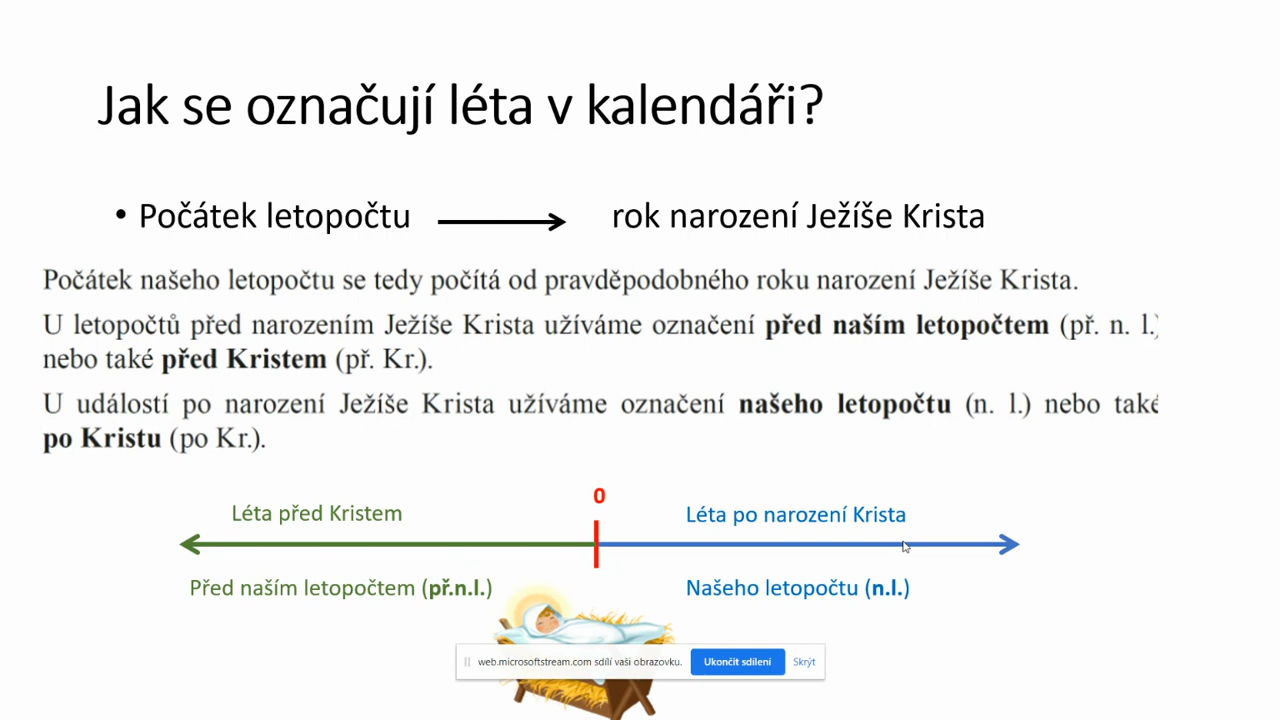 Jak se označují léta v kalendáři?
• Počátek letopočtu → rok narození Ježíše Krista
Počátek našeho letopočtu se tedy počítá od pravděpodobného roku narození Ježíše Krista.
U letopočtů před narozením Ježíše Krista užíváme označení před naším letopočtem (př. n. l.)
nebo také před Kristem (př. Kr.).
U událostí po narození Ježíše Krista užíváme označení našeho letopočtu (n. l.) nebo také
po Kristu (po Kr.).
0
Léta před Kristem
Léta po narození Krista
Před naším letopočtem (př.n.l.)
Našeho letopočtu (n.l.)
web.microsoftstream.com sdílí vaši obrazovku. Ukončit sdílení Skrýt